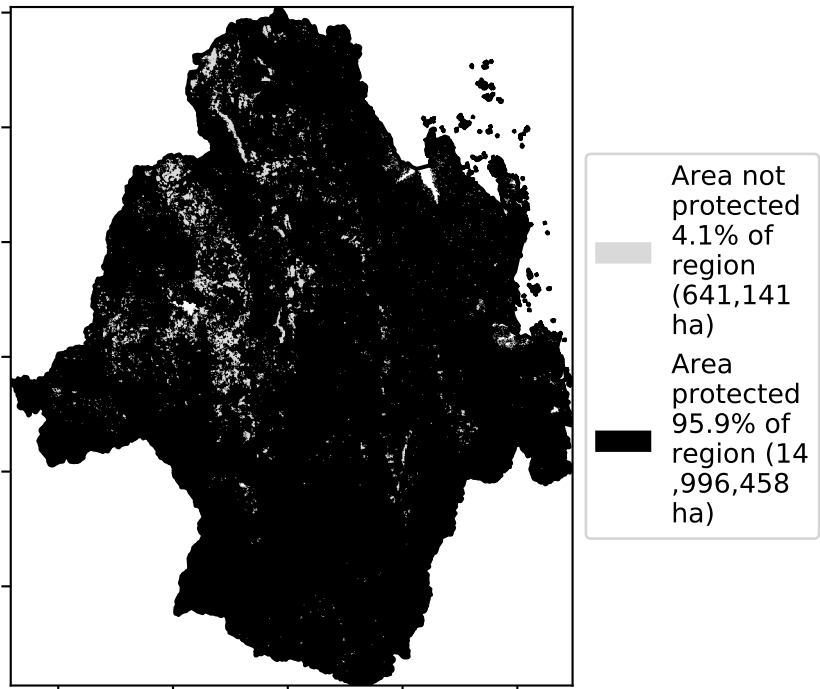 Area not
protected
4.1% of
region
(641,141
ha)
Area
protected
95.9% of
region (14
,996,458
ha)